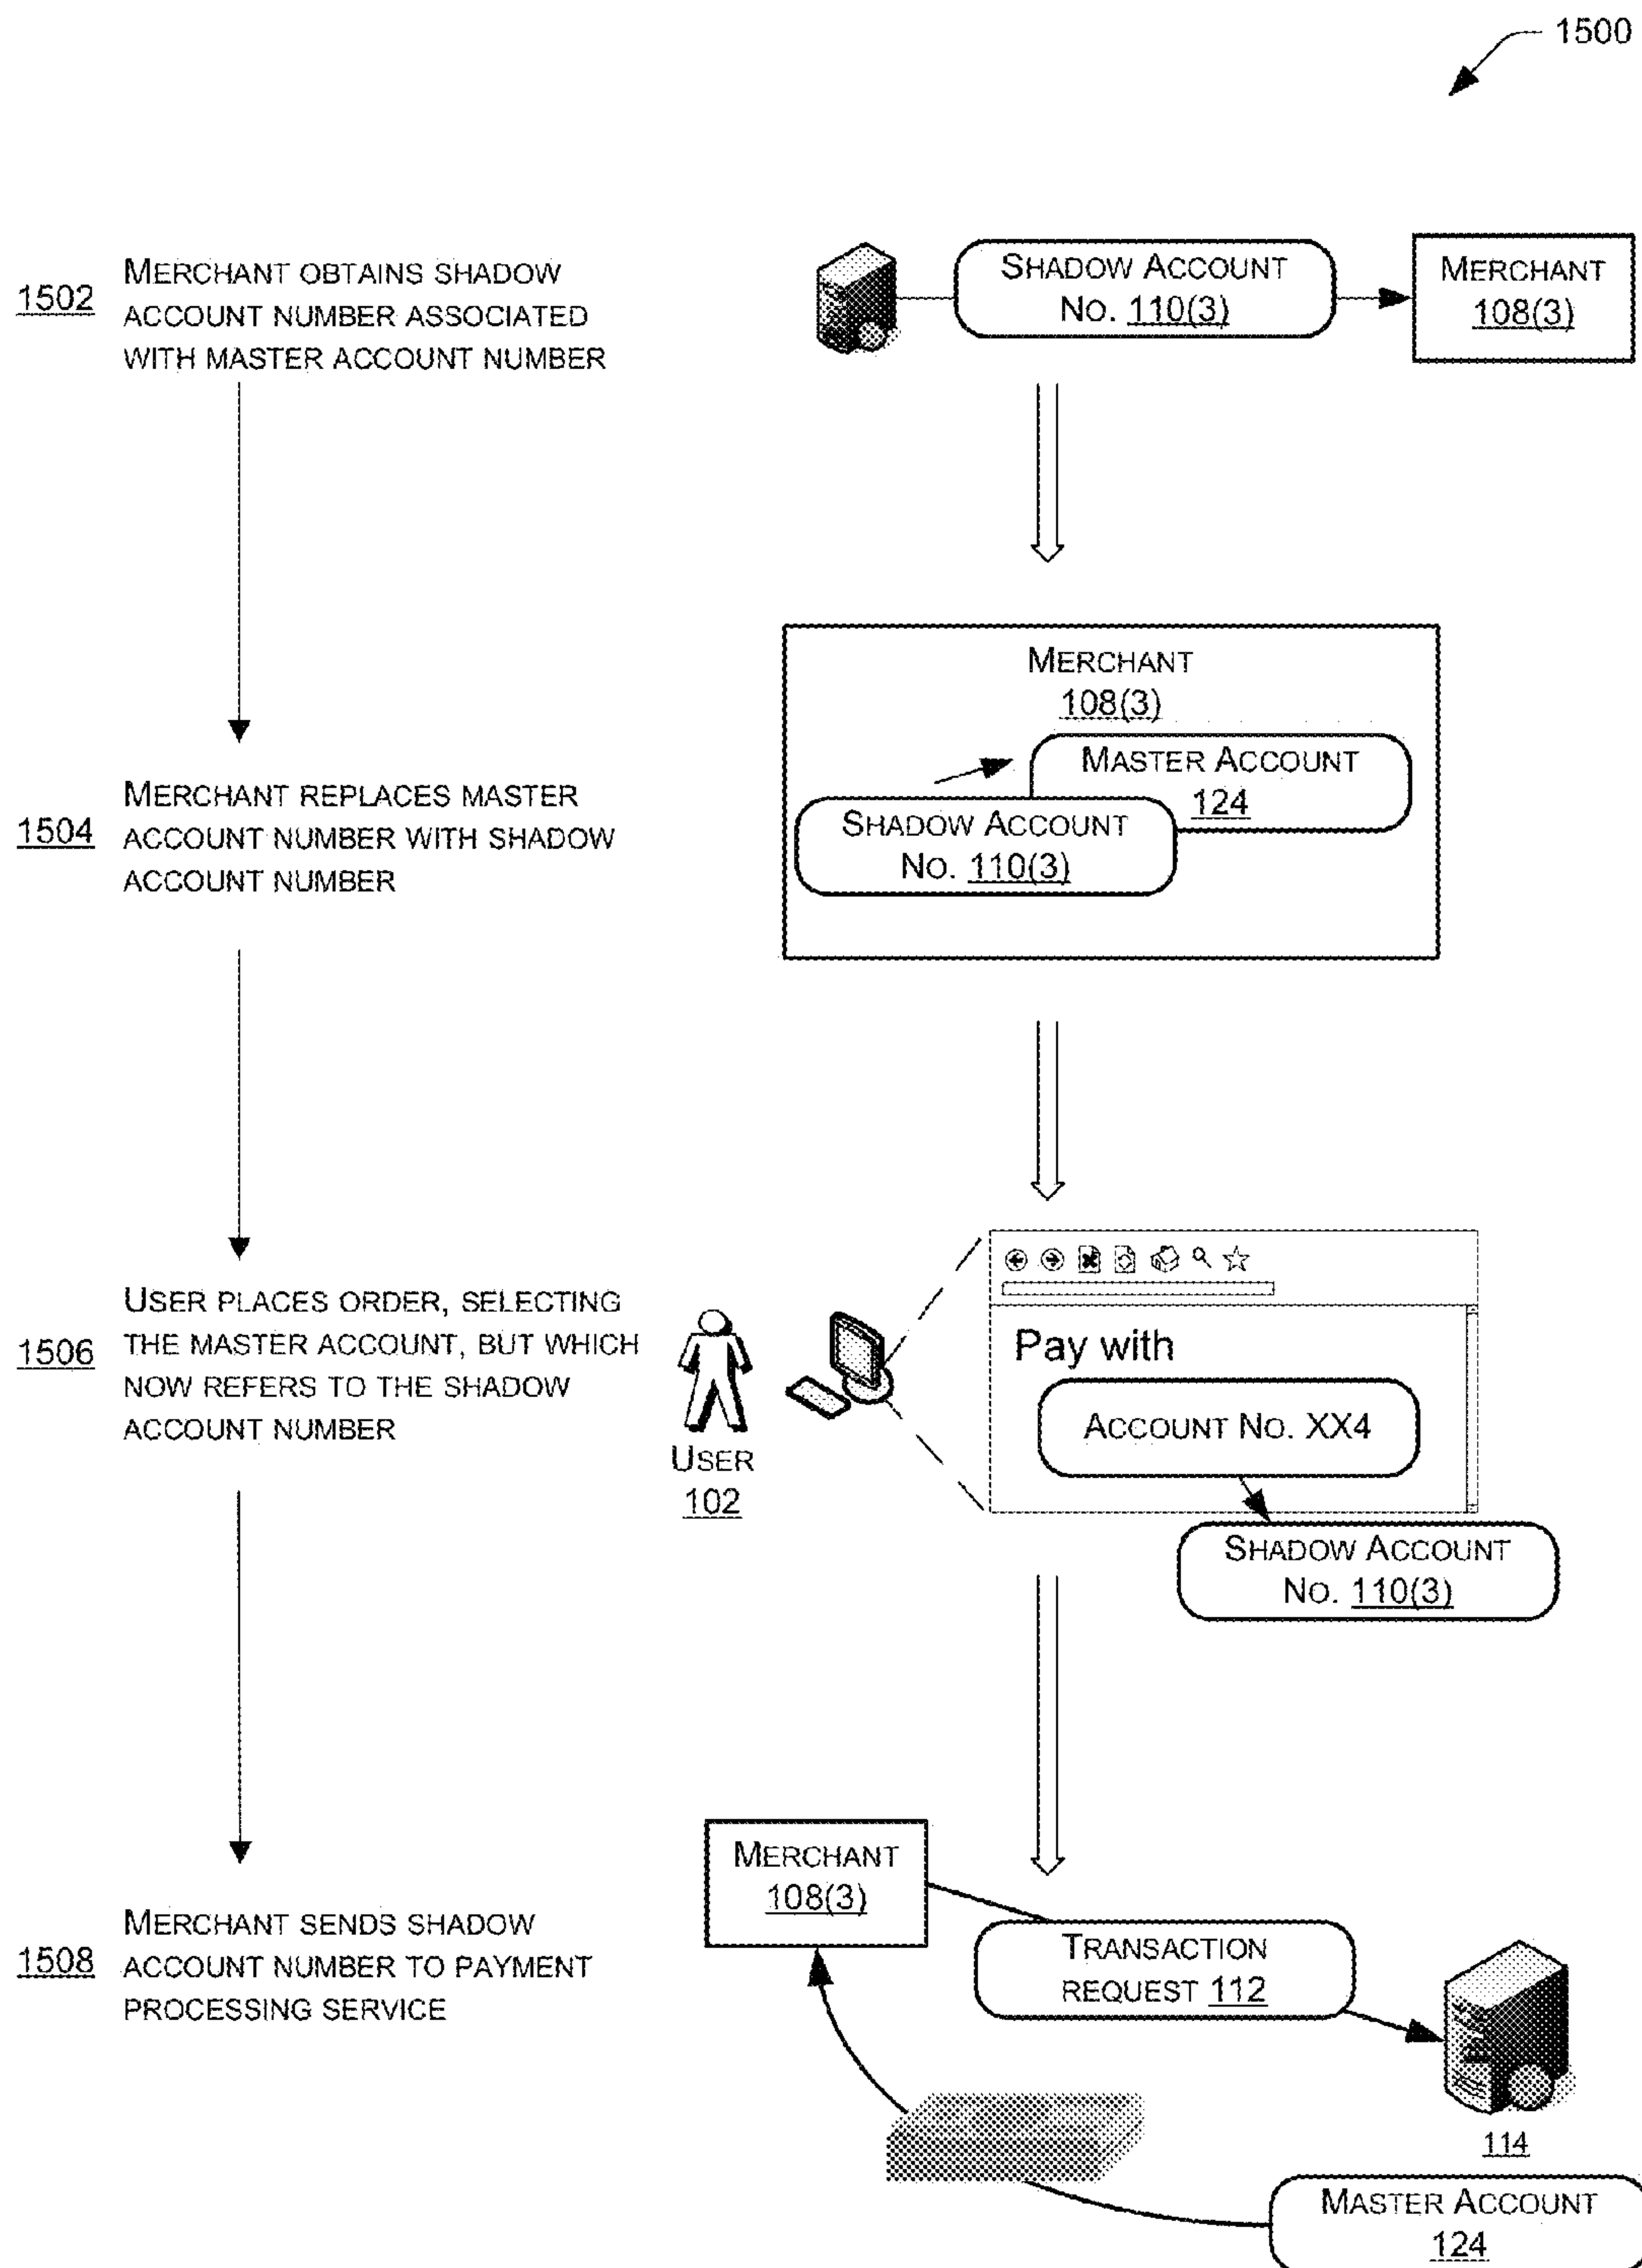 1500
1502
MERCHANT OBTAINS SHADOW
ACCOUNT NUMBER ASSOCIATED
WITH MASTER ACCOUNT NUMBER
SHADOW ACCOUNT
NO. 110(3)
MERCHANT
108(3)
1504
MERCHANT REPLACES MASTER
ACCOUNT NUMBER WITH SHADOW
ACCOUNT NUMBER
MERCHANT
108(3)
MASTER ACCOUNT
124
SHADOW ACCOUNT
NO. 110(3)
1506
USER PLACES ORDER, SELECTING
THE MASTER ACCOUNT, BUT WHICH
NOW REFERS TO THE SHADOW
ACCOUNT NUMBER
USER
102
Pay with
ACCOUNT NO. XX4
SHADOW ACCOUNT
NO. 110(3)
1508
MERCHANT SENDS SHADOW
ACCOUNT NUMBER TO PAYMENT
PROCESSING SERVICE
MERCHANT
108(3)
TRANSACTION
REQUEST 112
114
MASTER ACCOUNT
124